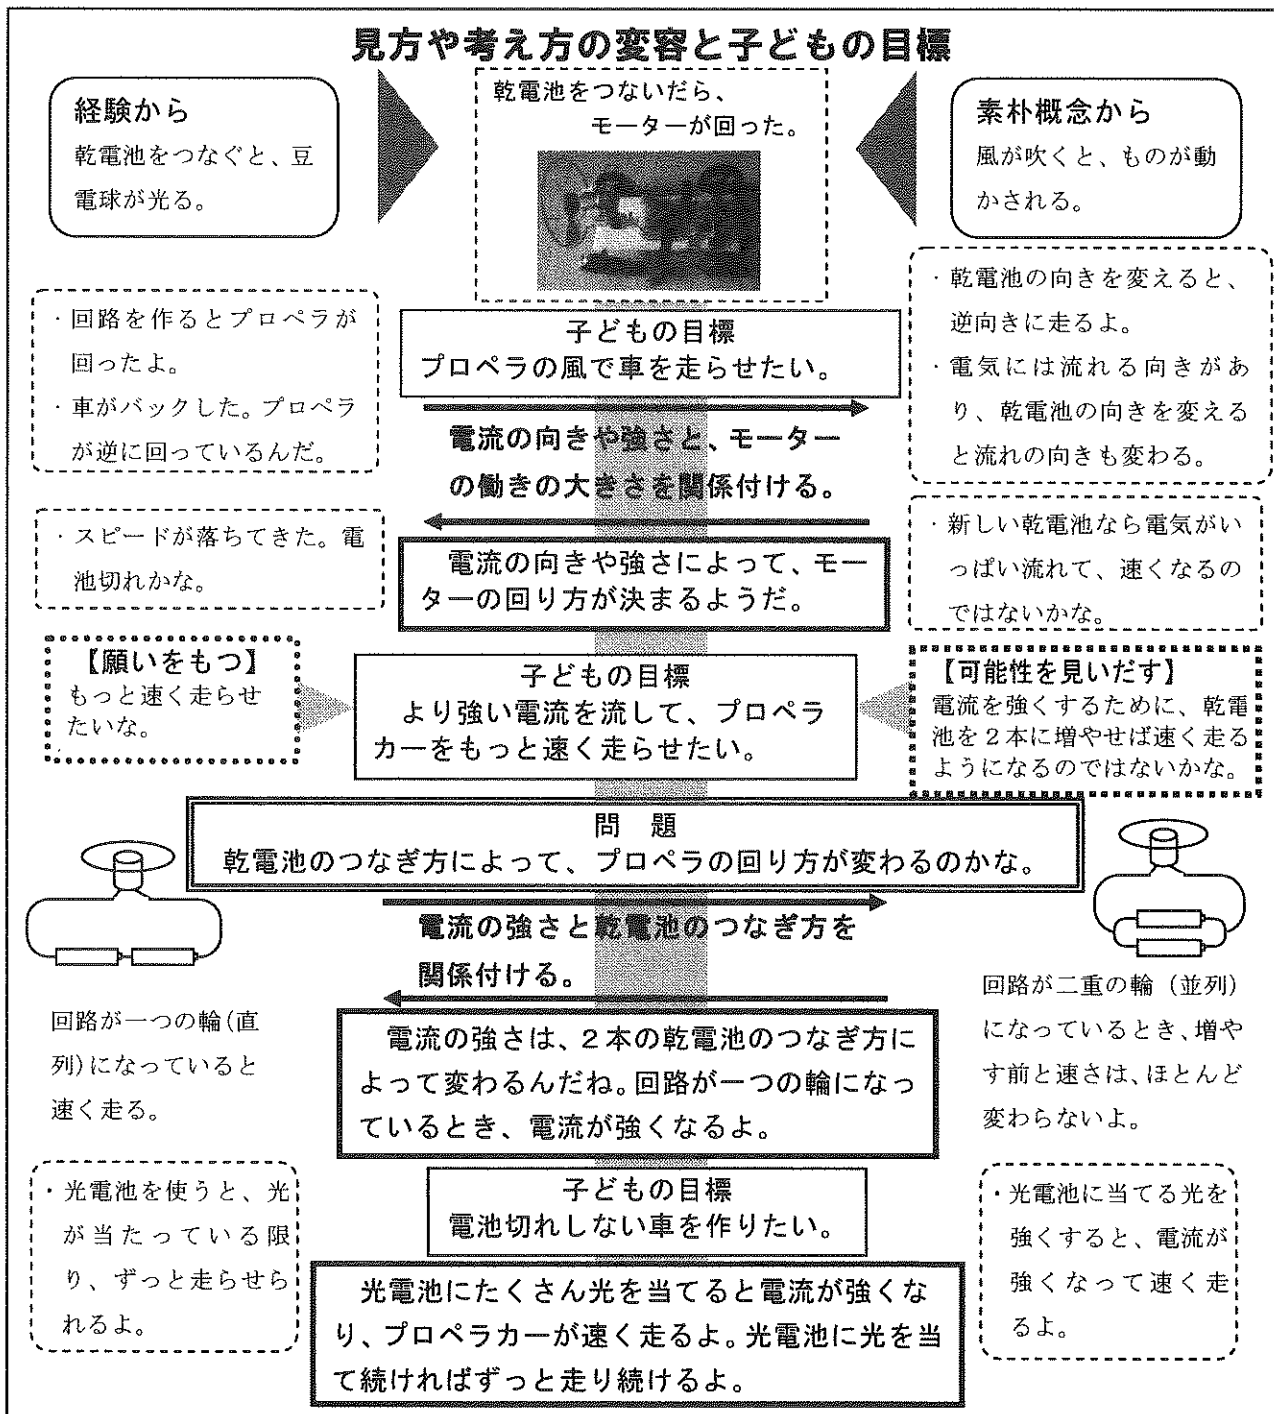 見方や考え方の変容と子どもの目標
経験から
乾電池をつなぐと、豆
電球が光る。
乾電池をつないだら、
モーターが回った。
素朴概念から
風が吹くと、ものが動
かされる。
・回路を作るとプロペラが
回ったよ。
・車がバックした。プロペラ
が逆に回っているんだ。
子どもの目標
プロペラの風で車を走らせたい。
・乾電池の向きを変えると、
逆向きに走るよ。
・電気には流れる向きがあ
り、乾電池の向きを変える
と流れの向きも変わる。
電流の向きや強さと、モーター
の働きの大きさを関係付ける。
・スピードが落ちてきた。電
池切れかな。
電流の向きや強さによって、モー
ターの回り方が決まるようだ。
・新しい乾電池なら電気がい
っぱい流れて、速くなるの
ではないかな。
【願いをもつ】
もっと速く走らせ
たいな。
子どもの目標
より強い電流を流して、プロペラ
カーをもっと速く走らせたい。
【可能性を見いだす】
電流を強くするために、乾電
池を2本に増やせば速く走る
ようになるのではないかな。
問 題
乾電池のつなぎ方によって、プロペラの回り方が変わるのかな。
電流の強さと乾電池のつなぎ方を
関係付ける。
回路が一つの輪(直
列)になっていると
速く走る。
電流の強さは、2本の乾電池のつなぎ方に
よって変わるんだね。回路が一つの輪になっ
ているとき、電流が強くなるよ。
回路が二重の輪(並列)
になっているとき、増や
す前と速さは、ほとんど
変わらないよ。
子どもの目標
電池切れしない車を作りたい。
・光電池を使うと、光
が当たっている限
り、ずっと走らせら
れるよ。
光電池にたくさん光を当てると電流が強くな
り、プロペラカーが速く走るよ。光電池に光を当
て続ければずっと走り続けるよ。
・光電池に当てる光を
強くすると、電流が
強くなって速く走
るよ。